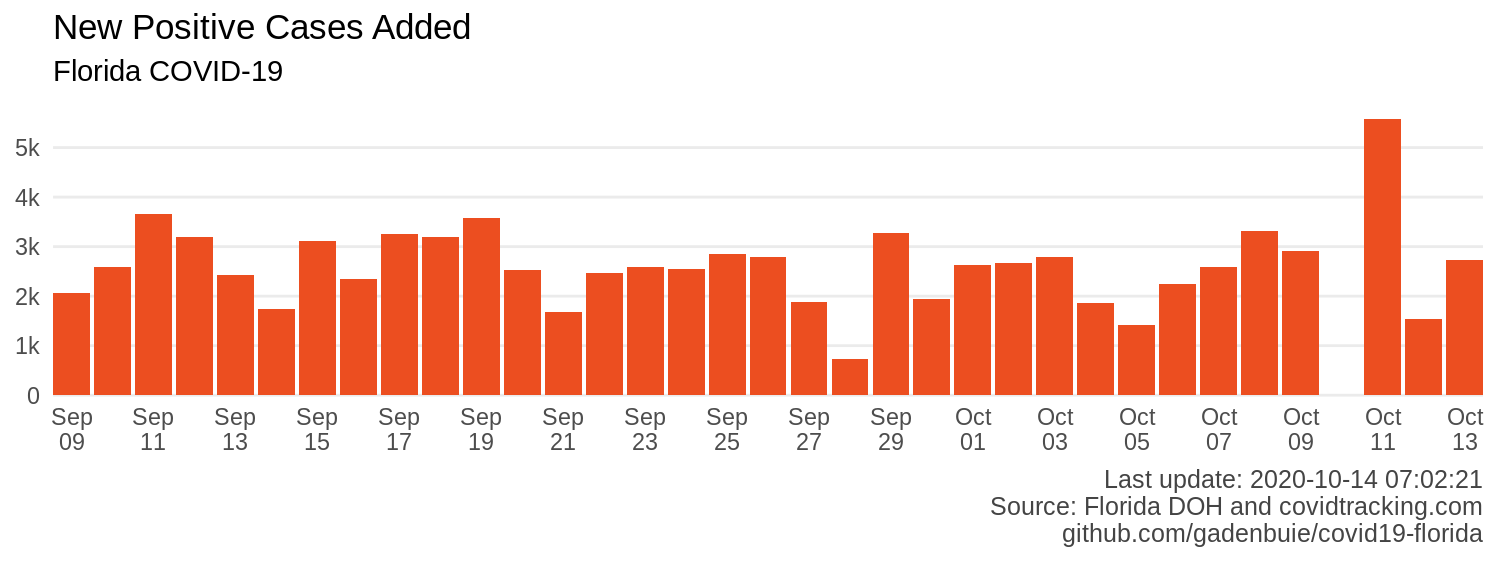 New Positive Cases Added
Florida COVID-19
5k
4k
3k
2k
1k
0
Sep Sep Sep Sep Sep Sep Sep Sep Sep Sep Sep Oct Oct Oct Oct Oct Oct Oct
09 11 13 15 17 19 21 23 25 27 29 01 03 05 07 09 11 13
Last update: 2020-10-14 07:02:21
Source: Florida DOH and covidtracking.com
github.com/gadenbuie/covid19-florida